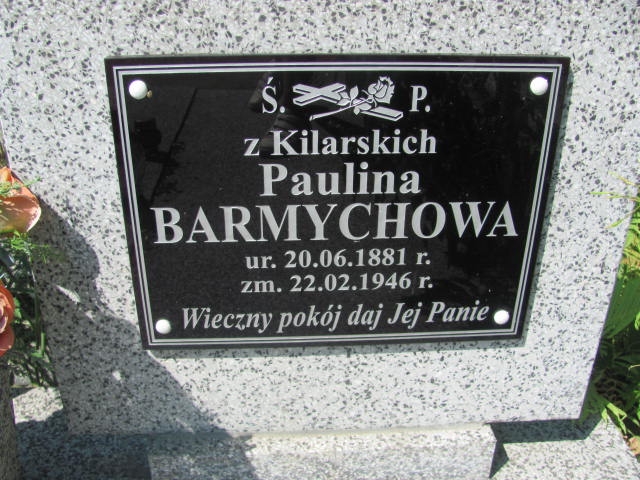 Ś. P.
z Kilarskich
Paulina
BARMYCHOWA
ur. 20.06.1881 r.
zm. 22.02.1946 r.
Wieczny pokój daj Jej Panie